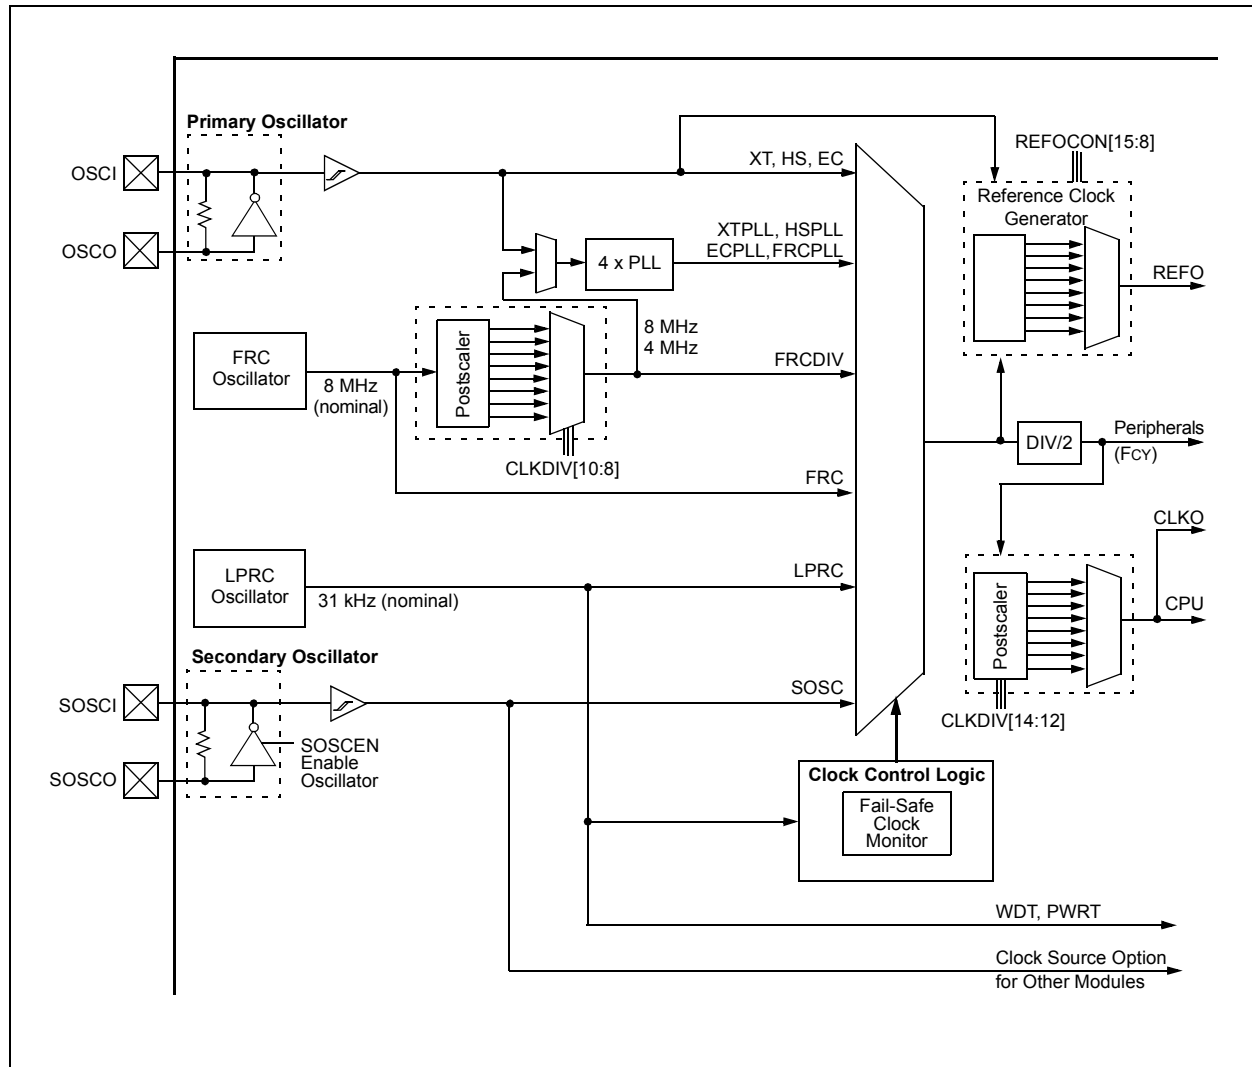 Primary Oscillator
OSCI
OSCO
XT, HS, EC
REFOCON[15:8]
Reference Clock
Generator
REFO
XTPLL, HSPLL
ECPLL,FRCPLL
4 x PLL
8 MHz
4 MHz
FRC
Oscillator
8 MHz
(nominal)
Postscaler
CLKDIV[10:8]
FRCDIV
FRC
DIV/2
Peripherals
(FCY)
CLKO
CPU
Postscaler
CLKDIV[14:12]
LPRC
Oscillator
31 kHz (nominal)
LPRC
Secondary Oscillator
SOSCI
SOSCO
SOSCEN
Enable
Oscillator
SOSC
Clock Control Logic
Fail-Safe
Clock
Monitor
WDT, PWRT
Clock Source Option
for Other Modules